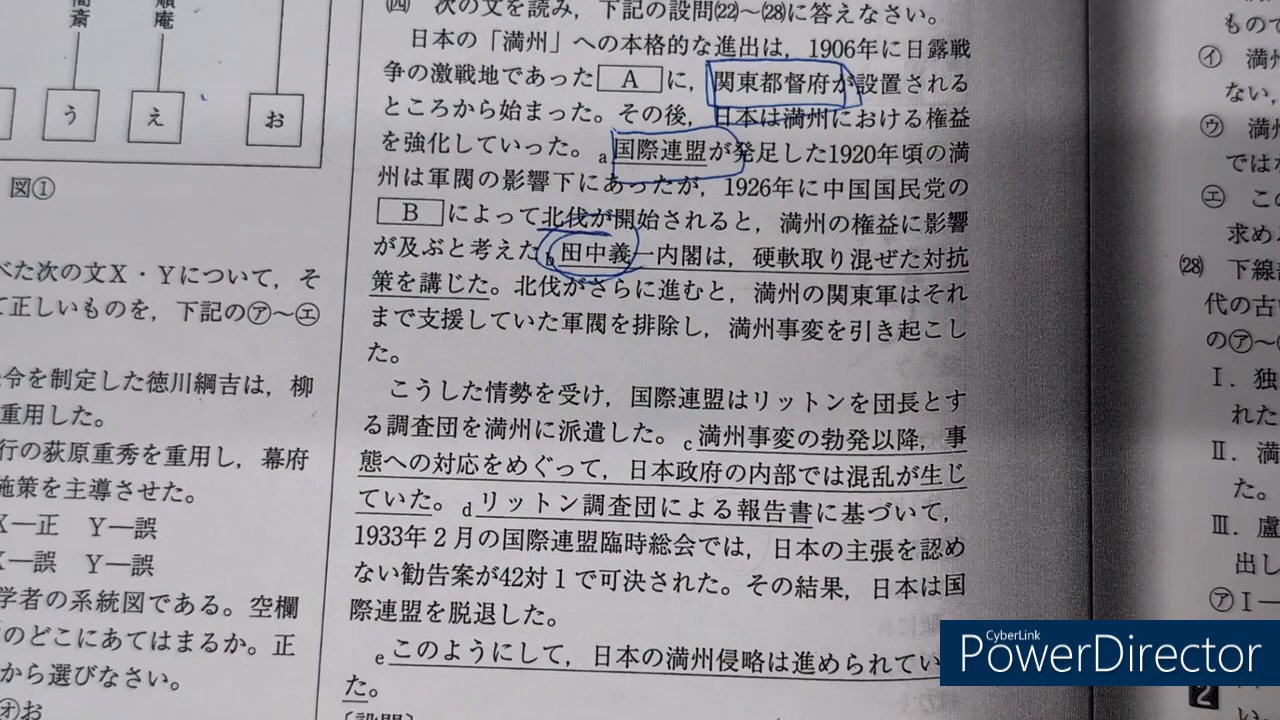 斎
順庵
う
え
お
図①
べた次の文X・Yについて，そ
て正しいものを，下記の㋐～㋓
令を制定した徳川綱吉は，柳
重用した。
行の荻原重秀を重用し，幕府
施策を主導させた。
X―正　Y―誤
X―誤　Y―誤
学者の系統図である。空欄
のどこにあてはまるか。正
から選びなさい。
㋔お
㈣　次の文を読み，下記の設問(22)～(28)に答えなさい。
日本の「満州」への本格的な進出は，1906年に日露戦
争の激戦地であった A に，関東都督府が設置される
ところから始まった。その後，日本は満州における権益
を強化していった。a国際連盟が発足した1920年頃の満
州は軍閥の影響下にあったが，1926年に中国国民党の
B によって北伐が開始されると，満州の権益に影響
が及ぶと考えたb田中義一内閣は，硬軟取り混ぜた対抗
策を講じた。北伐がさらに進むと，満州の関東軍はそれ
まで支援していた軍閥を排除し，満州事変を引き起こし
た。
こうした情勢を受け，国際連盟はリットンを団長とす
る調査団を満州に派遣した。c満州事変の勃発以降，事
態への対応をめぐって，日本政府の内部では混乱が生じ
ていた。dリットン調査団による報告書に基づいて，
1933年２月の国際連盟臨時総会では，日本の主張を認め
ない勧告案が42対１で可決された。その結果，日本は国
際連盟を脱退した。
eこのようにして，日本の満州侵略は進められてい
た。
〔設問〕
もので
㋑　満州
ない，
㋒　満州
では
㋓　この
求め
(28)　下線
代の古
の㋐～
Ⅰ．独
れた
Ⅱ．満
た。
Ⅲ．盧
出し
㋐Ⅰ―
2
CyberLink
PowerDirector